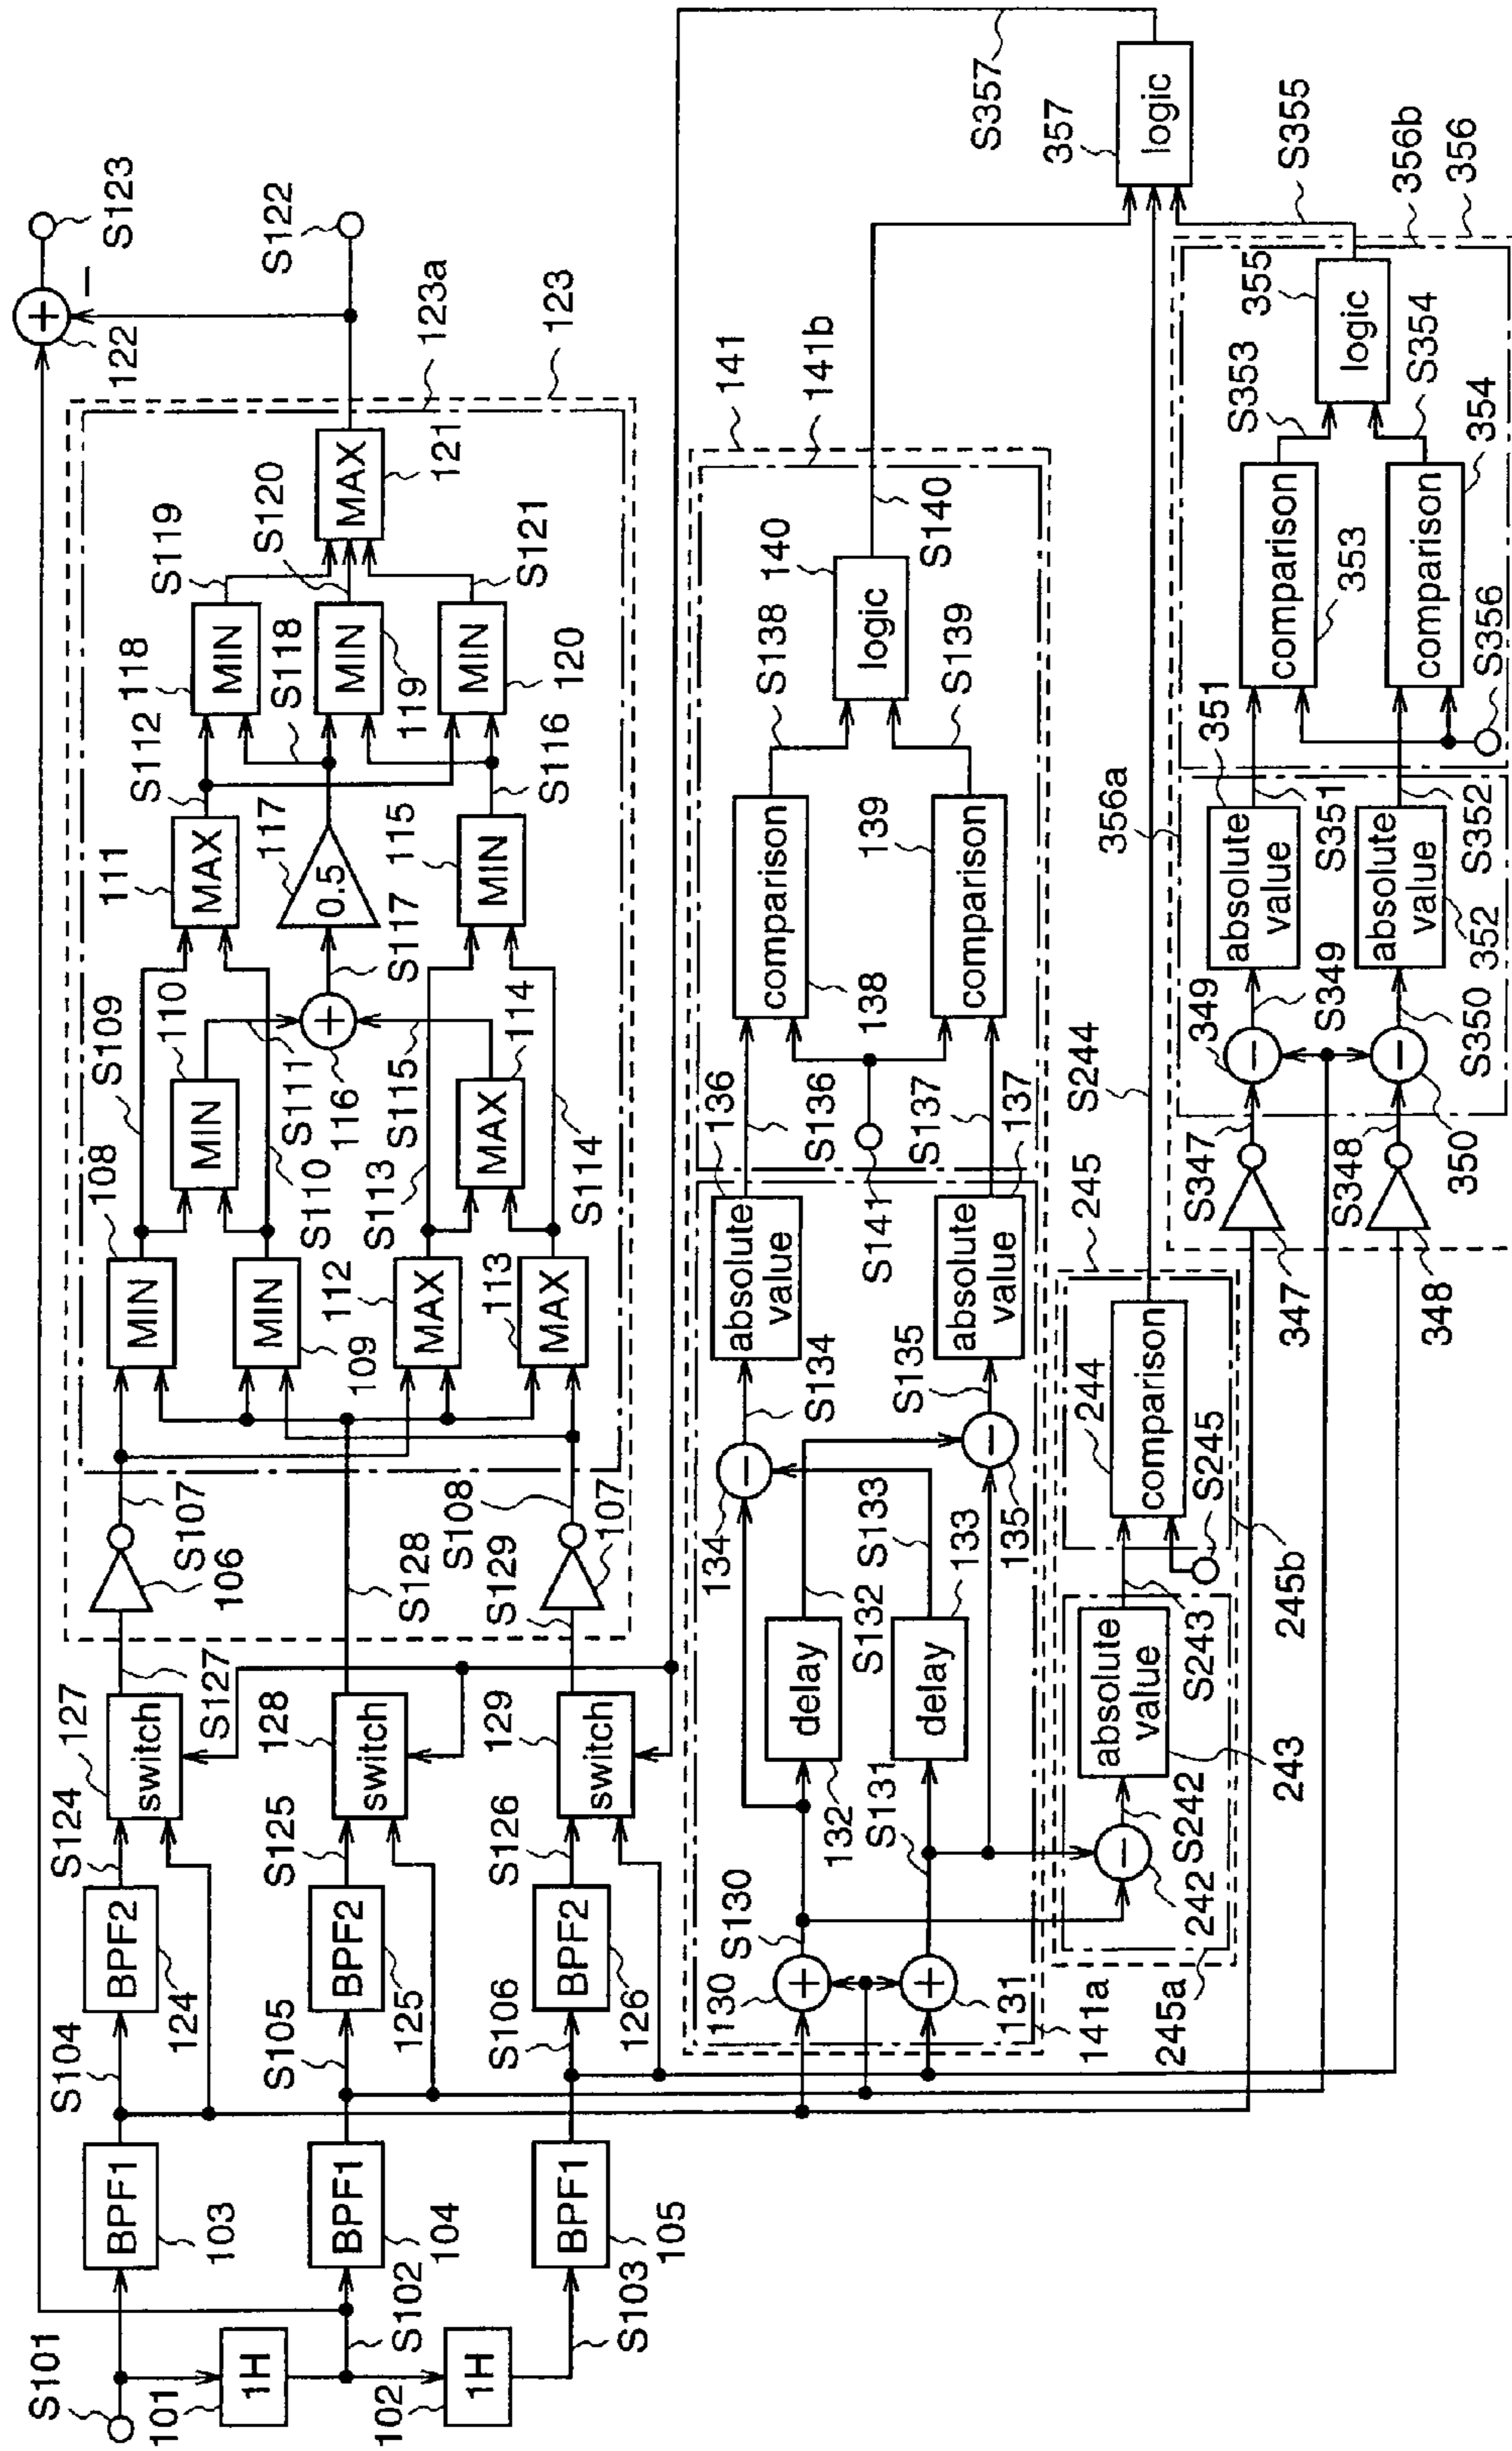 S101
101
1H
S102
102
1H
S103
BPF1
103
BPF1
104
BPF1
105
S104
BPF2
124
S105
BPF2
125
S106
BPF2
126
S124
switch
127
S127
S125
switch
128
S128
S126
switch
129
S129
106
S107
107
S108
MIN
108
S109
MIN
109
S110
MAX
112
S113
MAX
113
S114
MIN
110
S111
MAX
114
S115
+
116
S117
MAX
111
S112
0.5
117
S118
MIN
115
S116
MIN
118
S119
MIN
119
S120
MIN
120
S121
MAX
121
123a
123
+
−
122
S123
S122
+
130
S130
+
131
S131
delay
132
S132
delay
133
S133
−
134
S134
−
135
S135
absolute value
136
S136
absolute value
137
S137
S141
comparison
138
S138
comparison
139
S139
logic
140
S140
141
141b
141a
−
242
S242
absolute value
243
S243
245a
comparison
244
S245
245b
245
S244
347
S347
348
S348
−
349
S349
−
350
S350
absolute value
351
S351
absolute value
352
S352
356a
comparison
353
S353
comparison
354
S354
S356
logic
355
S355
356b
356
logic
357
S357